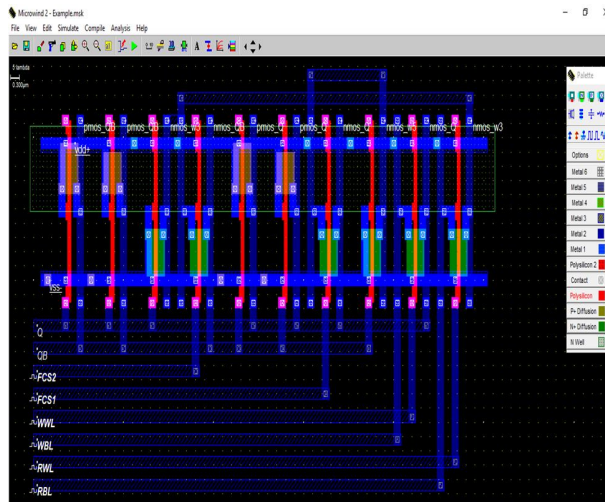 Microwind 2 - Example.msk
File View Edit Simulate Compile Analysis Help
5 lambda
0.300µm
pmos_QB pmos_QB nmos_w3 pmos_QB pmos_Q pmos_Q nmos_Q nmos_Q nmos_Q nmos_w3
Vdd+
Vss-
Q
QB
FCS2
FCS1
WWL
WBL
RWL
RBL
Palette
Options
Metal 6
Metal 5
Metal 4
Metal 3
Metal 2
Metal 1
Polysilicon 2
Contact
Polysilicon
P+ Diffusion
N+ Diffusion
N Well